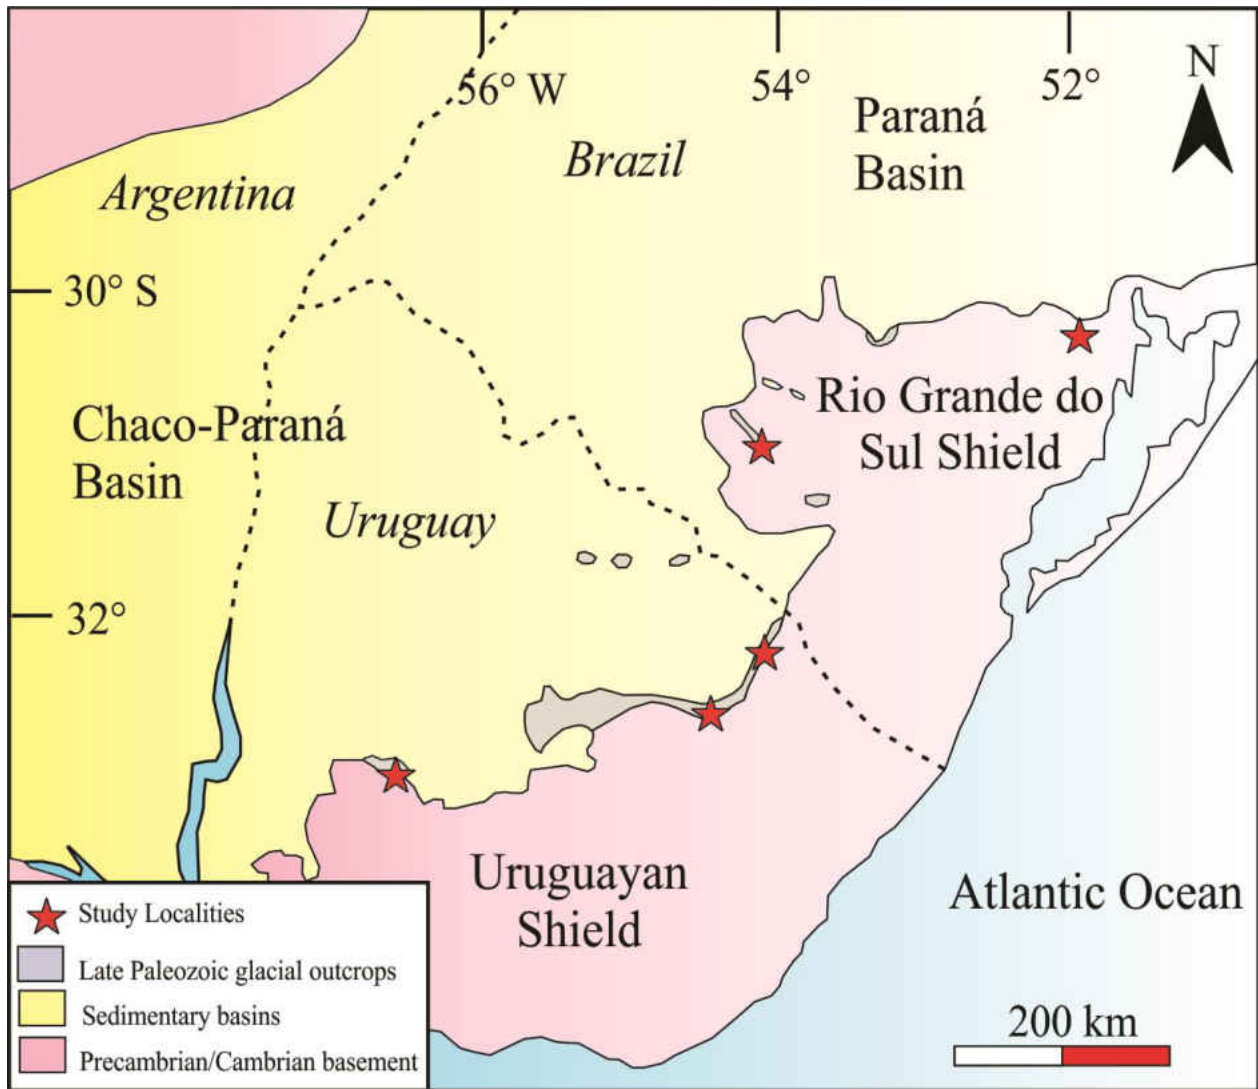 56° W
54°
52°
N
Paraná
Basin
Brazil
Argentina
30° S
Rio Grande do
Sul Shield
Chaco-Paraná
Basin
Uruguay
32°
Uruguayan
Shield
Atlantic Ocean
Study Localities
Late Paleozoic glacial outcrops
Sedimentary basins
Precambrian/Cambrian basement
200 km